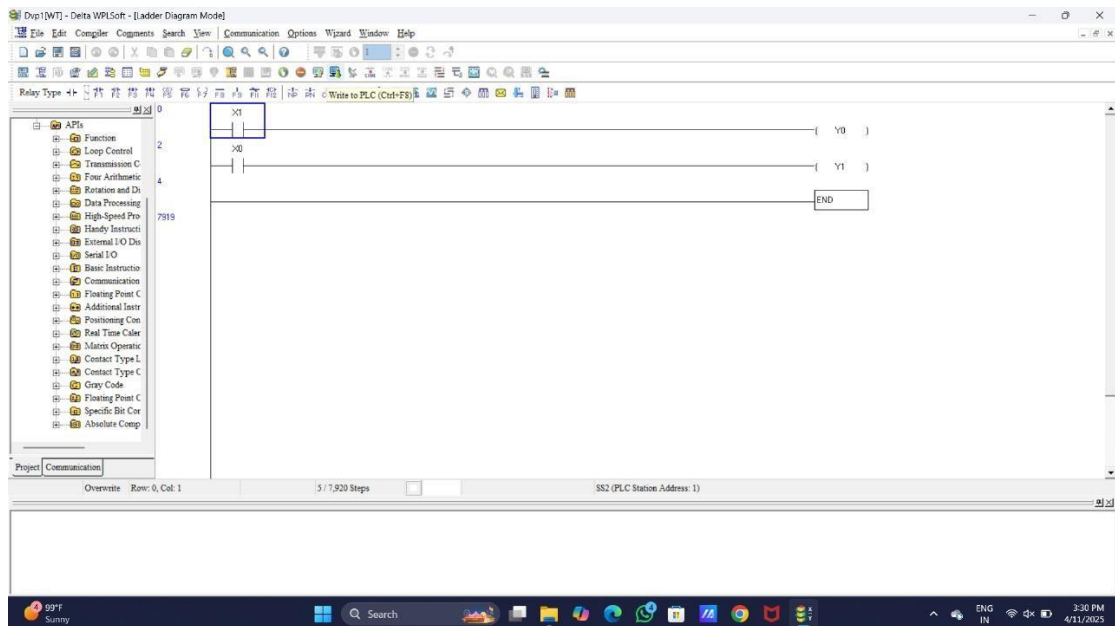 Dvp1[WT] - Delta WPLSoft - [Ladder Diagram Mode]
File Edit Compiler Comments Search View Communication Options Wizard Window Help
Relay Type
Write to PLC (Ctrl+F8)
APIs
Function
Loop Control
Transmission C
Four Arithmetic
Rotation and Di
Data Processing
High-Speed Pro
Handy Instructi
External I/O Dis
Serial I/O
Basic Instructio
Communication
Floating Point C
Additional Instr
Positioning Con
Real Time Caler
Matrix Operatic
Contact Type L
Contact Type C
Gray Code
Floating Point C
Specific Bit Cor
Absolute Comp
Project Communication
0 X1 ( Y0 )
2 X0 ( Y1 )
4 END
7919
Overwrite Row: 0, Col: 1 5 / 7,920 Steps SS2 (PLC Station Address: 1)
99°F
Sunny
Search
ENG
IN
3:30 PM
4/11/2025